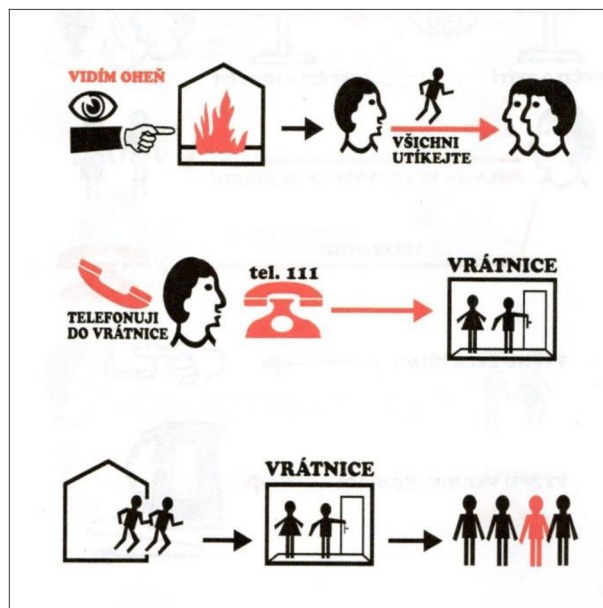 VIDÍM OHEŇ
VŠICHNI
UTÍKEJTE
tel. 111
VRÁTNICE
TELEFONUJI
DO VRÁTNICE
VRÁTNICE